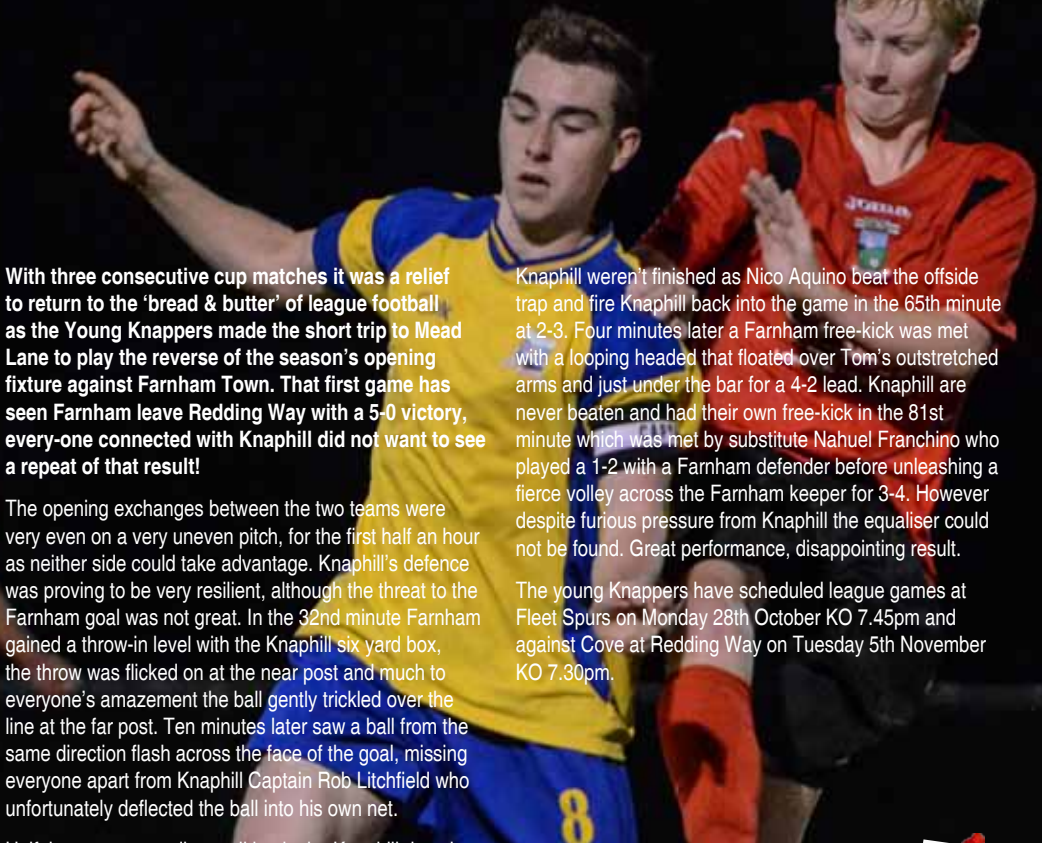 With three consecutive cup matches it was a relief
to return to the ‘bread & butter’ of league football
as the Young Knappers made the short trip to Mead
Lane to play the reverse of the season’s opening
fixture against Farnham Town. That first game has
seen Farnham leave Redding Way with a 5-0 victory,
every-one connected with Knaphill did not want to see
a repeat of that result!
The opening exchanges between the two teams were
very even on a very uneven pitch, for the first half an hour
as neither side could take advantage. Knaphill’s defence
was proving to be very resilient, although the threat to the
Farnham goal was not great. In the 32nd minute Farnham
gained a throw-in level with the Knaphill six yard box,
the throw was flicked on at the near post and much to
everyone’s amazement the ball gently trickled over the
line at the far post. Ten minutes later saw a ball from the
same direction flash across the face of the goal, missing
everyone apart from Knaphill Captain Rob Litchfield who
unfortunately deflected the ball into his own net.
Knaphill weren’t finished as Nico Aquino beat the offside
trap and fire Knaphill back into the game in the 65th minute
at 2-3. Four minutes later a Farnham free-kick was met
with a looping headed that floated over Tom’s outstretched
arms and just under the bar for a 4-2 lead. Knaphill are
never beaten and had their own free-kick in the 81st
minute which was met by substitute Nahuel Franchino who
played a 1-2 with a Farnham defender before unleashing a
fierce volley across the Farnham keeper for 3-4. However
despite furious pressure from Knaphill the equaliser could
not be found. Great performance, disappointing result.
The young Knappers have scheduled league games at
Fleet Spurs on Monday 28th October KO 7.45pm and
against Cove at Redding Way on Tuesday 5th November
KO 7.30pm.
Joma
8